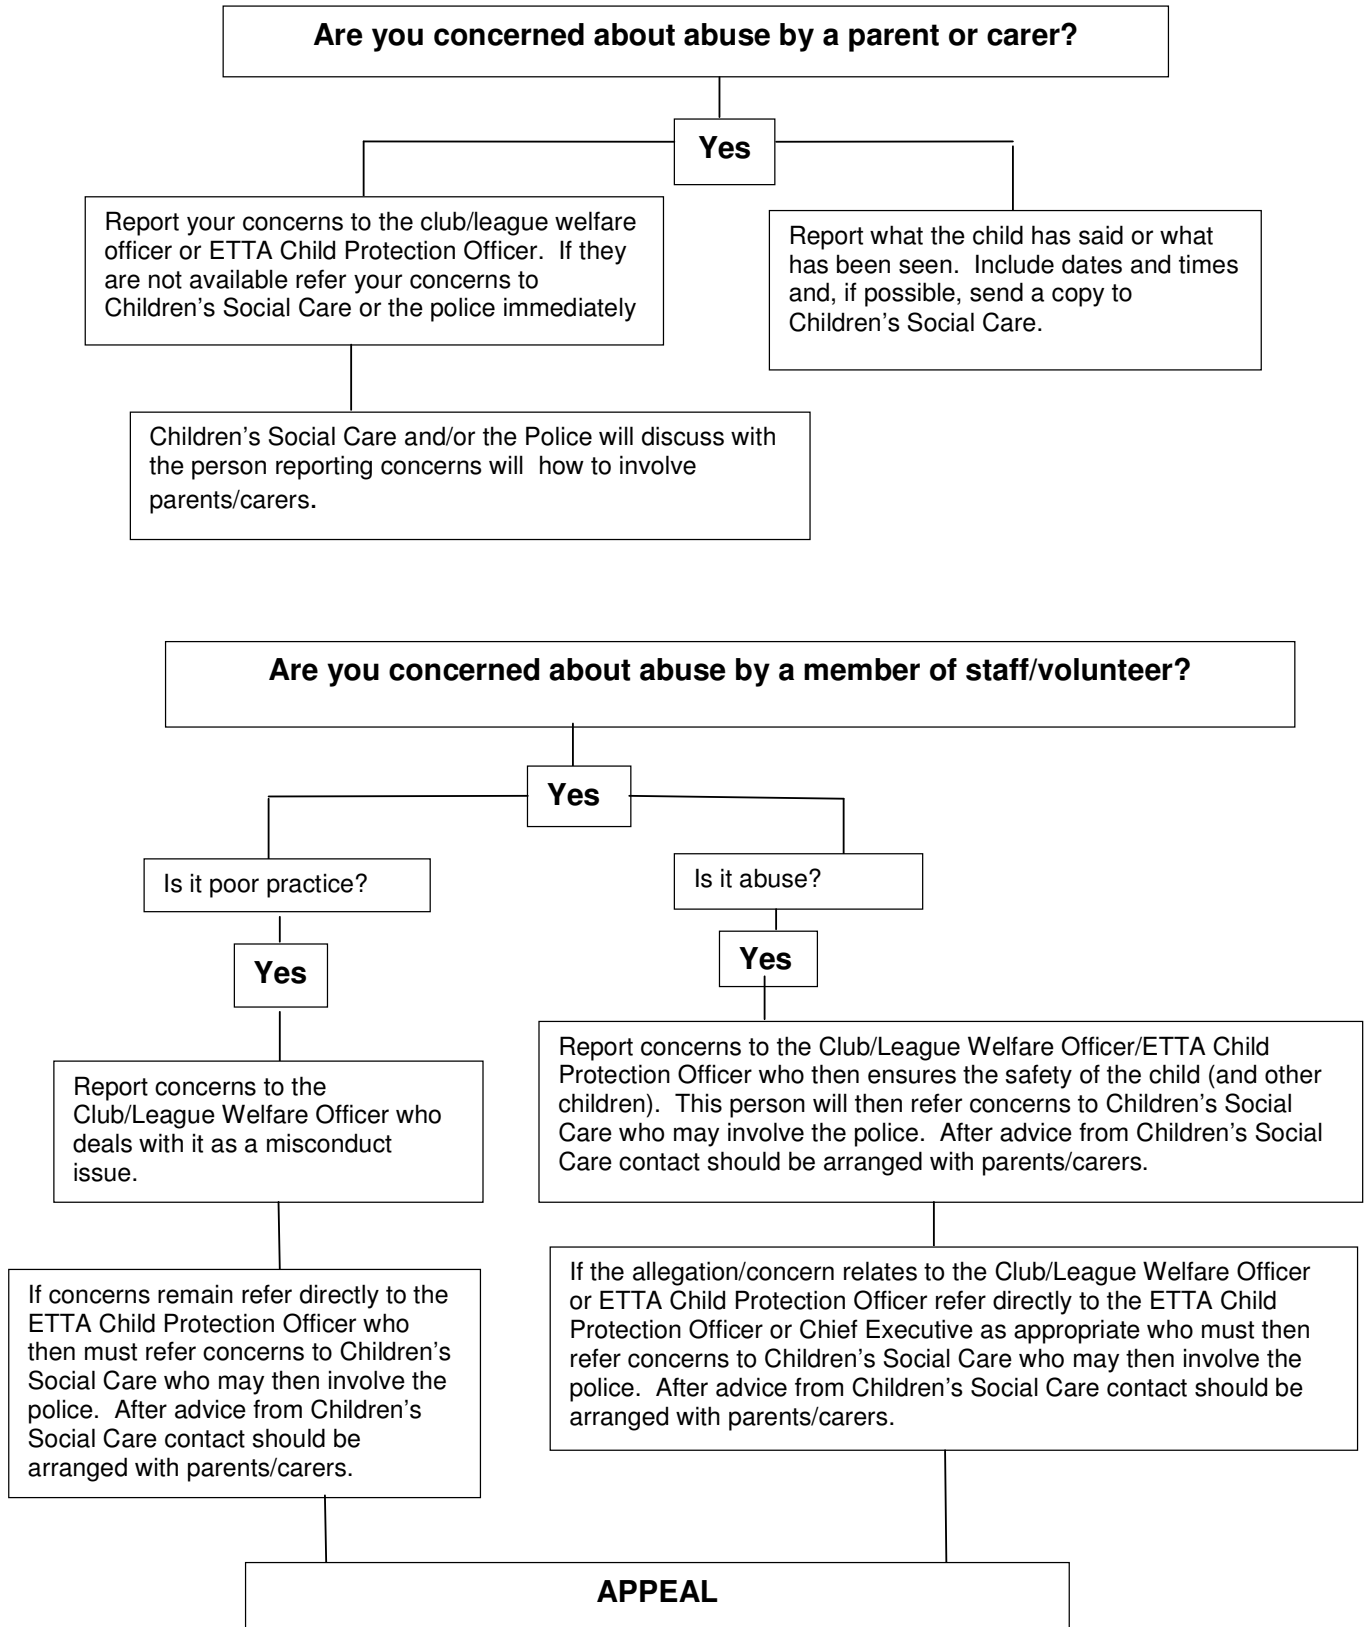 Are you concerned about abuse by a parent or carer?
Yes
Report your concerns to the club/league welfare
officer or ETTA Child Protection Officer.  If they
are not available refer your concerns to
Children's Social Care or the police immediately
Report what the child has said or what
has been seen.  Include dates and times
and, if possible, send a copy to
Children's Social Care.
Children's Social Care and/or the Police will discuss with
the person reporting concerns will  how to involve
parents/carers.
Are you concerned about abuse by a member of staff/volunteer?
Yes
Is it poor practice?
Yes
Report concerns to the
Club/League Welfare Officer who
deals with it as a misconduct
issue.
If concerns remain refer directly to the
ETTA Child Protection Officer who
then must refer concerns to Children's
Social Care who may then involve the
police.  After advice from Children's
Social Care contact should be
arranged with parents/carers.
Is it abuse?
Yes
Report concerns to the Club/League Welfare Officer/ETTA Child
Protection Officer who then ensures the safety of the child (and other
children).  This person will then refer concerns to Children's Social
Care who may involve the police.  After advice from Children's Social
Care contact should be arranged with parents/carers.
If the allegation/concern relates to the Club/League Welfare Officer
or ETTA Child Protection Officer refer directly to the ETTA Child
Protection Officer or Chief Executive as appropriate who must then
refer concerns to Children's Social Care who may then involve the
police.  After advice from Children's Social Care contact should be
arranged with parents/carers.
APPEAL